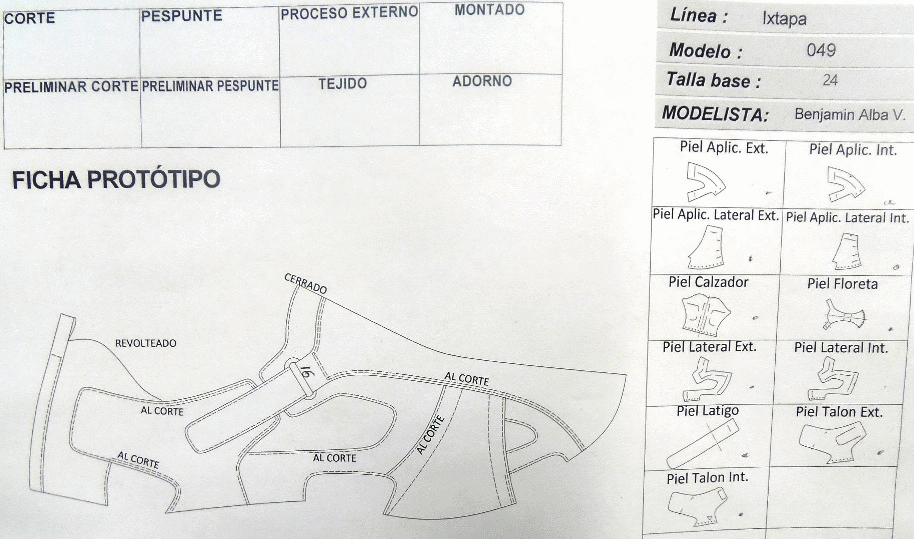 CORTE PESPUNTE PROCESO EXTERNO MONTADO
PRELIMINAR CORTE PRELIMINAR PESPUNTE TEJIDO ADORNO
FICHA PROTÓTIPO
CERRADO
REVOLTEADO
16
AL CORTE
AL CORTE
AL CORTE
AL CORTE
AL CORTE
Línea : Ixtapa
Modelo : 049
Talla base : 24
MODELISTA: Benjamin Alba V.
Piel Aplic. Ext. Piel Aplic. Int.
Piel Aplic. Lateral Ext. Piel Aplic. Lateral Int.
Piel Calzador Piel Floreta
Piel Lateral Ext. Piel Lateral Int.
Piel Latigo Piel Talon Ext.
Piel Talon Int.